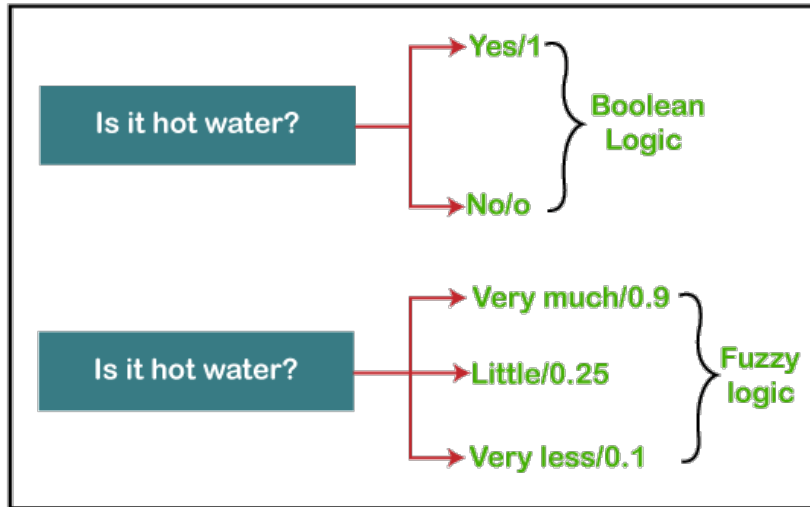 Is it hot water?
Yes/1
No/o
Boolean
Logic
Is it hot water?
Very much/0.9
Little/0.25
Very less/0.1
Fuzzy
logic